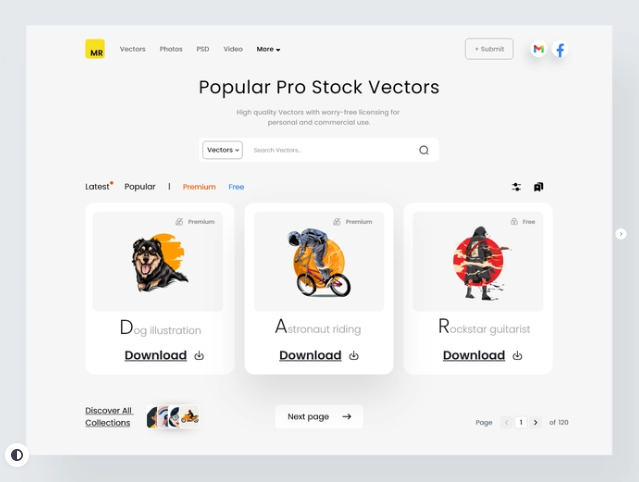 MR
Vectors Photos PSD Video More
+ Submit
Popular Pro Stock Vectors
High quality Vectors with worry-free licensing for
personal and commercial use.
Vectors Search Vectors..
Latest Popular | Premium Free
Premium
Premium
Free
Dog illustration
Astronaut riding
Rockstar guitarist
Download
Download
Download
Discover All
Collections
Next page
Page 1 of 120